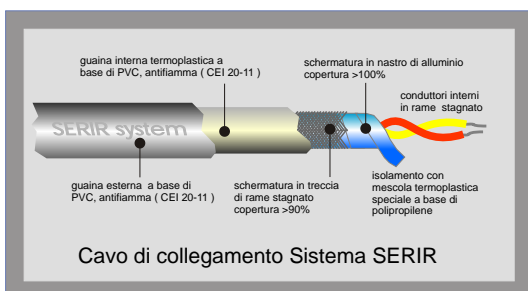 guaina interna termoplastica a
base di PVC, antifiamma ( CEI 20-11 )
schermatura in nastro di alluminio
copertura >100%
conduttori interni
in rame stagnato
SERIR system
guaina esterna a base di
PVC, antifiamma ( CEI 20-11 )
schermatura in treccia
di rame stagnato
copertura >90%
isolamento con
mescola termoplastica
speciale a base di
polipropilene
Cavo di collegamento Sistema SERIR